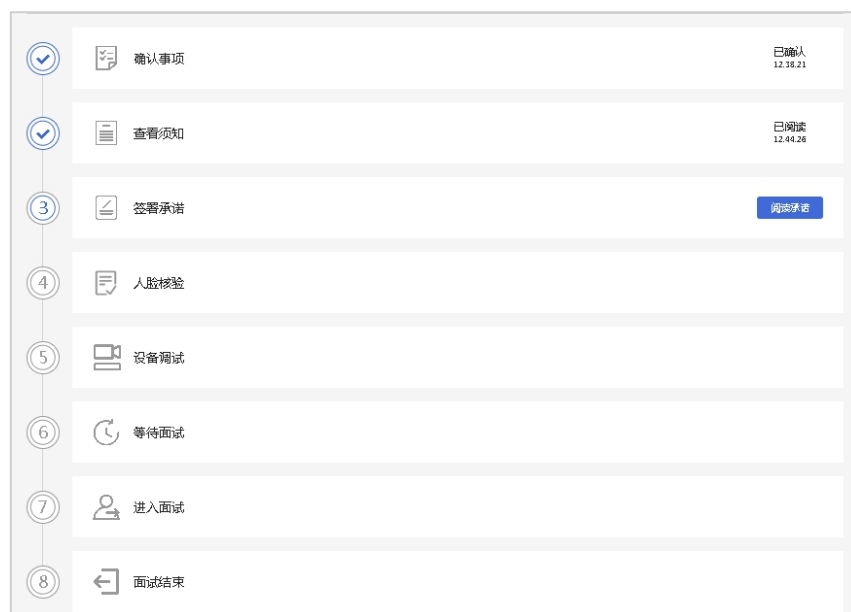 确认事项
已确认
12.38.21
查看须知
已阅读
12.44.26
3
签署承诺
阅读承诺
4
人脸核验
5
设备调试
6
等待面试
7
进入面试
8
面试结束